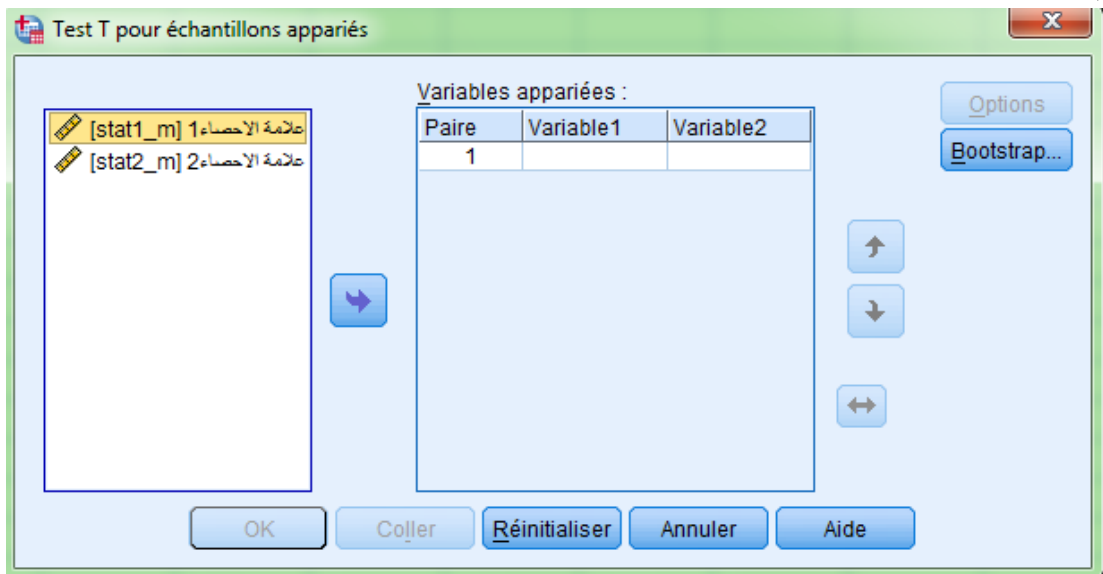 Test T pour échantillons appariés
علامة الاحصاء1 [stat1_m]
علامة الاحصاء2 [stat2_m]
Variables appariées :
Paire Variable1 Variable2
1
Options
Bootstrap...
OK Coller Réinitialiser Annuler Aide